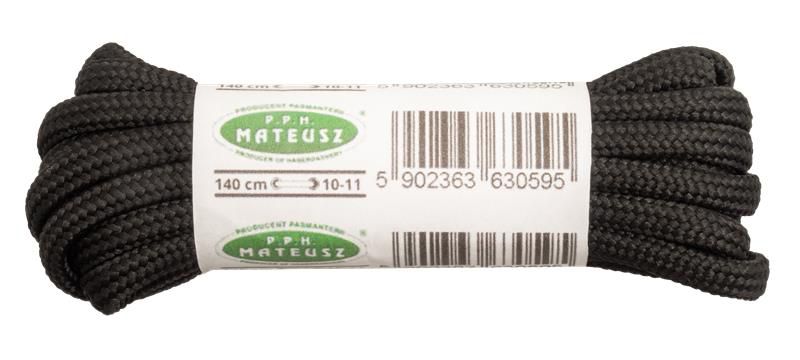 140 cm 10-11
5 902363 630595
PRODUCENT PASMANTERII
P.P.H.
MATEUSZ
PRODUCER OF HABERDASHERY
140 cm 10-11
5 902363 630595
PRODUCENT PASMANTERII
P.P.H.
MATEUSZ